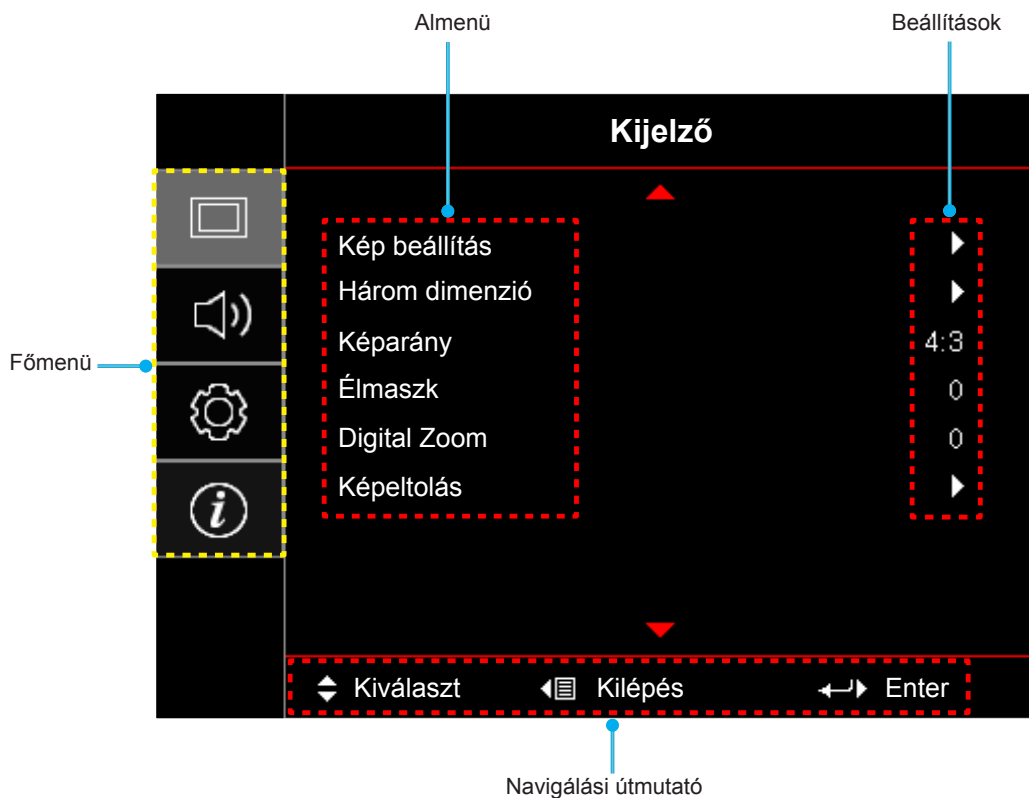 Almenü
Beállítások
Kijelző
Kép beállítás
Három dimenzió
Képarány 4:3
Főmenü
Élmaszk 0
Digital Zoom 0
Képeltolás
i
Kiválaszt Kilépés Enter
Navigálási útmutató